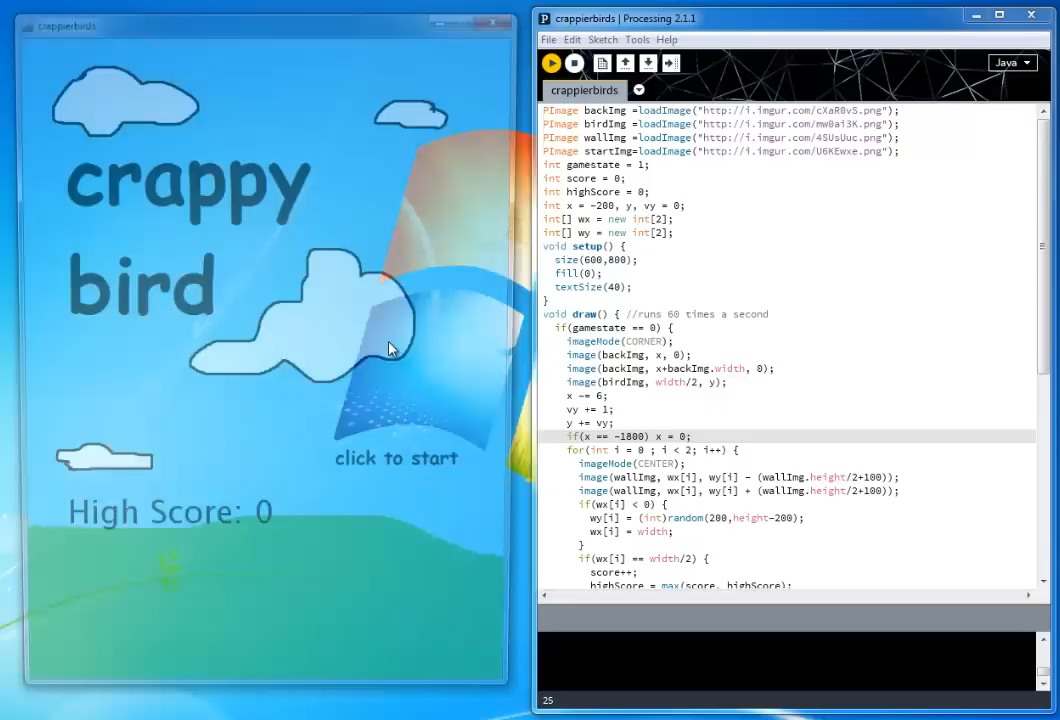 crappierbirds
crappy
bird
click to start
High Score: 0
crappierbirds | Processing 2.1.1
File Edit Sketch Tools Help
Java
crappierbirds
PImage backImg =loadImage("http://i.imgur.com/cXaR0vS.png");
PImage birdImg =loadImage("http://i.imgur.com/mw0ai3K.png");
PImage wallImg =loadImage("http://i.imgur.com/4SUsUuc.png");
PImage startImg=loadImage("http://i.imgur.com/U6KEwxe.png");
int gamestate = 1;
int score = 0;
int highScore = 0;
int x = -200, y, vy = 0;
int[] wx = new int[2];
int[] wy = new int[2];
void setup() {
size(600,800);
fill(0);
textSize(40);
}
void draw() { //runs 60 times a second
if(gamestate == 0) {
imageMode(CORNER);
image(backImg, x, 0);
image(backImg, x+backImg.width, 0);
image(birdImg, width/2, y);
x -= 6;
vy += 1;
y += vy;
if(x == -1800) x = 0;
for(int i = 0 ; i < 2; i++) {
imageMode(CENTER);
image(wallImg, wx[i], wy[i] - (wallImg.height/2+100));
image(wallImg, wx[i], wy[i] + (wallImg.height/2+100));
if(wx[i] < 0) {
wy[i] = (int)random(200,height-200);
wx[i] = width;
}
if(wx[i] == width/2) {
score++;
highScore = max(score, highScore);
25